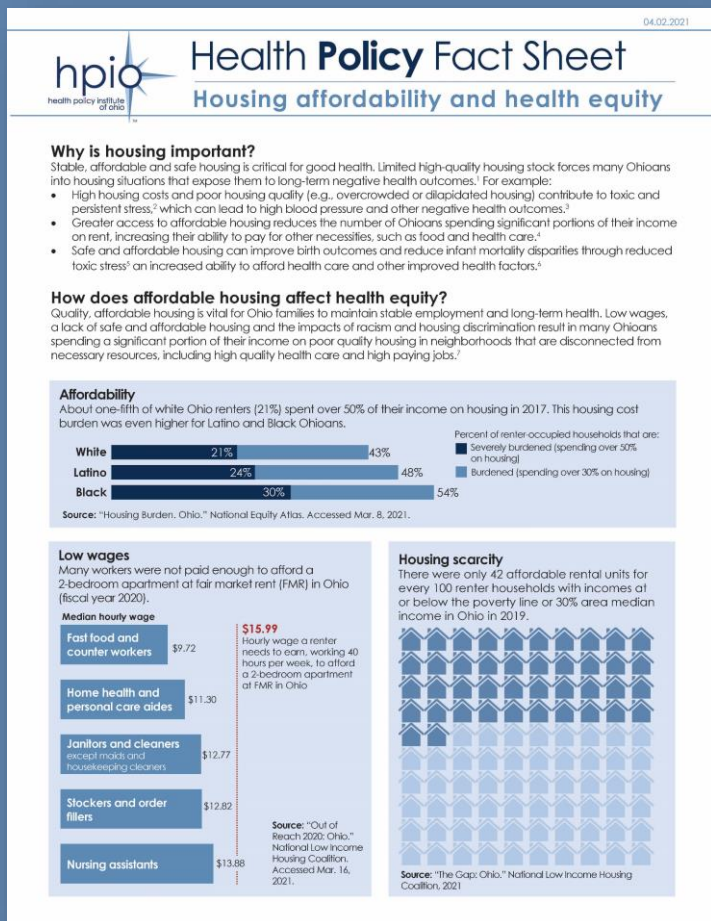 04.02.2021
hpio
health policy institute
of ohio
Health Policy Fact Sheet
Housing affordability and health equity
Why is housing important?
Stable, affordable and safe housing is critical for good health. Limited high-quality housing stock forces many Ohioans
into housing situations that expose them to long-term negative health outcomes.¹ For example:
• High housing costs and poor housing quality (e.g., overcrowded or dilapidated housing) contribute to toxic and
persistent stress,² which can lead to high blood pressure and other negative health outcomes.³
• Greater access to affordable housing reduces the number of Ohioans spending significant portions of their income
on rent, increasing their ability to pay for other necessities, such as food and health care.⁴
• Safe and affordable housing can improve birth outcomes and reduce infant mortality disparities through reduced
toxic stress⁵ an increased ability to afford health care and other improved health factors.⁶
How does affordable housing affect health equity?
Quality, affordable housing is vital for Ohio families to maintain stable employment and long-term health. Low wages,
a lack of safe and affordable housing and the impacts of racism and housing discrimination result in many Ohioans
spending a significant portion of their income on poor quality housing in neighborhoods that are disconnected from
necessary resources, including high quality health care and high paying jobs.⁷
Affordability
About one-fifth of white Ohio renters (21%) spent over 50% of their income on housing in 2017. This housing cost
burden was even higher for Latino and Black Ohioans.
Percent of renter-occupied households that are:
Severely burdened (spending over 50%
on housing)
Burdened (spending over 30% on housing)
White 21% 43%
Latino 24% 48%
Black 30% 54%
Source: "Housing Burden. Ohio." National Equity Atlas. Accessed Mar. 8, 2021.
Low wages
Many workers were not paid enough to afford a
2-bedroom apartment at fair market rent (FMR) in Ohio
(fiscal year 2020).
Median hourly wage
Fast food and
counter workers
$9.72
Home health and
personal care aides
$11.30
Janitors and cleaners
except maids and
housekeeping cleaners
$12.77
Stockers and order
fillers
$12.82
Nursing assistants
$13.88
$15.99
Hourly wage a renter
needs to earn, working 40
hours per week, to afford
a 2-bedroom apartment
at FMR in Ohio
Source: "Out of
Reach 2020: Ohio."
National Low Income
Housing Coalition.
Accessed Mar. 16,
2021.
Housing scarcity
There were only 42 affordable rental units for
every 100 renter households with incomes at
or below the poverty line or 30% area median
income in Ohio in 2019.
Source: "The Gap: Ohio." National Low Income Housing
Coalition, 2021